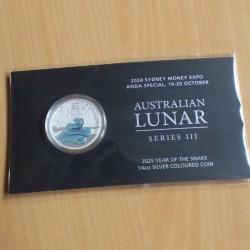 2024 SYDNEY MONEY EXPO
ANDA SPECIAL, 19-20 OCTOBER
AUSTRALIAN
LUNAR
SERIES III
2025 YEAR OF THE SNAKE
1/4oz SILVER COLOURED COIN